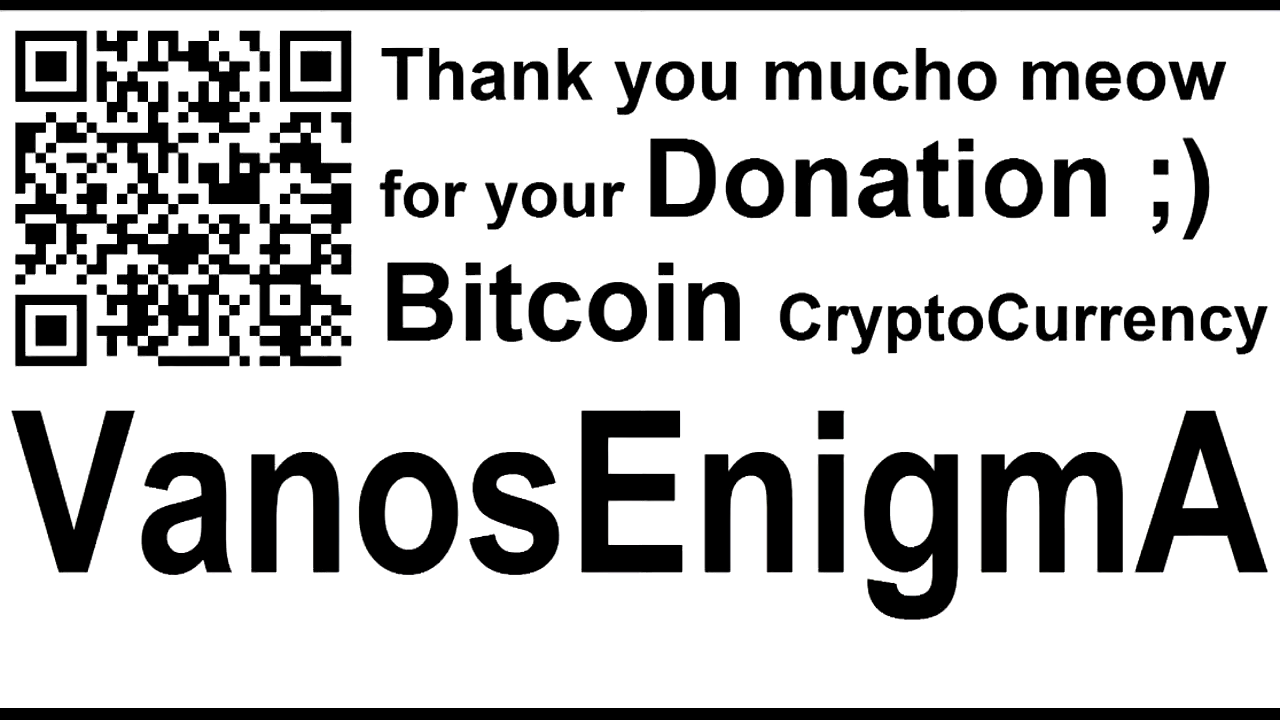 Thank you mucho meow
for your Donation ;)
Bitcoin CryptoCurrency
VanosEnigmA